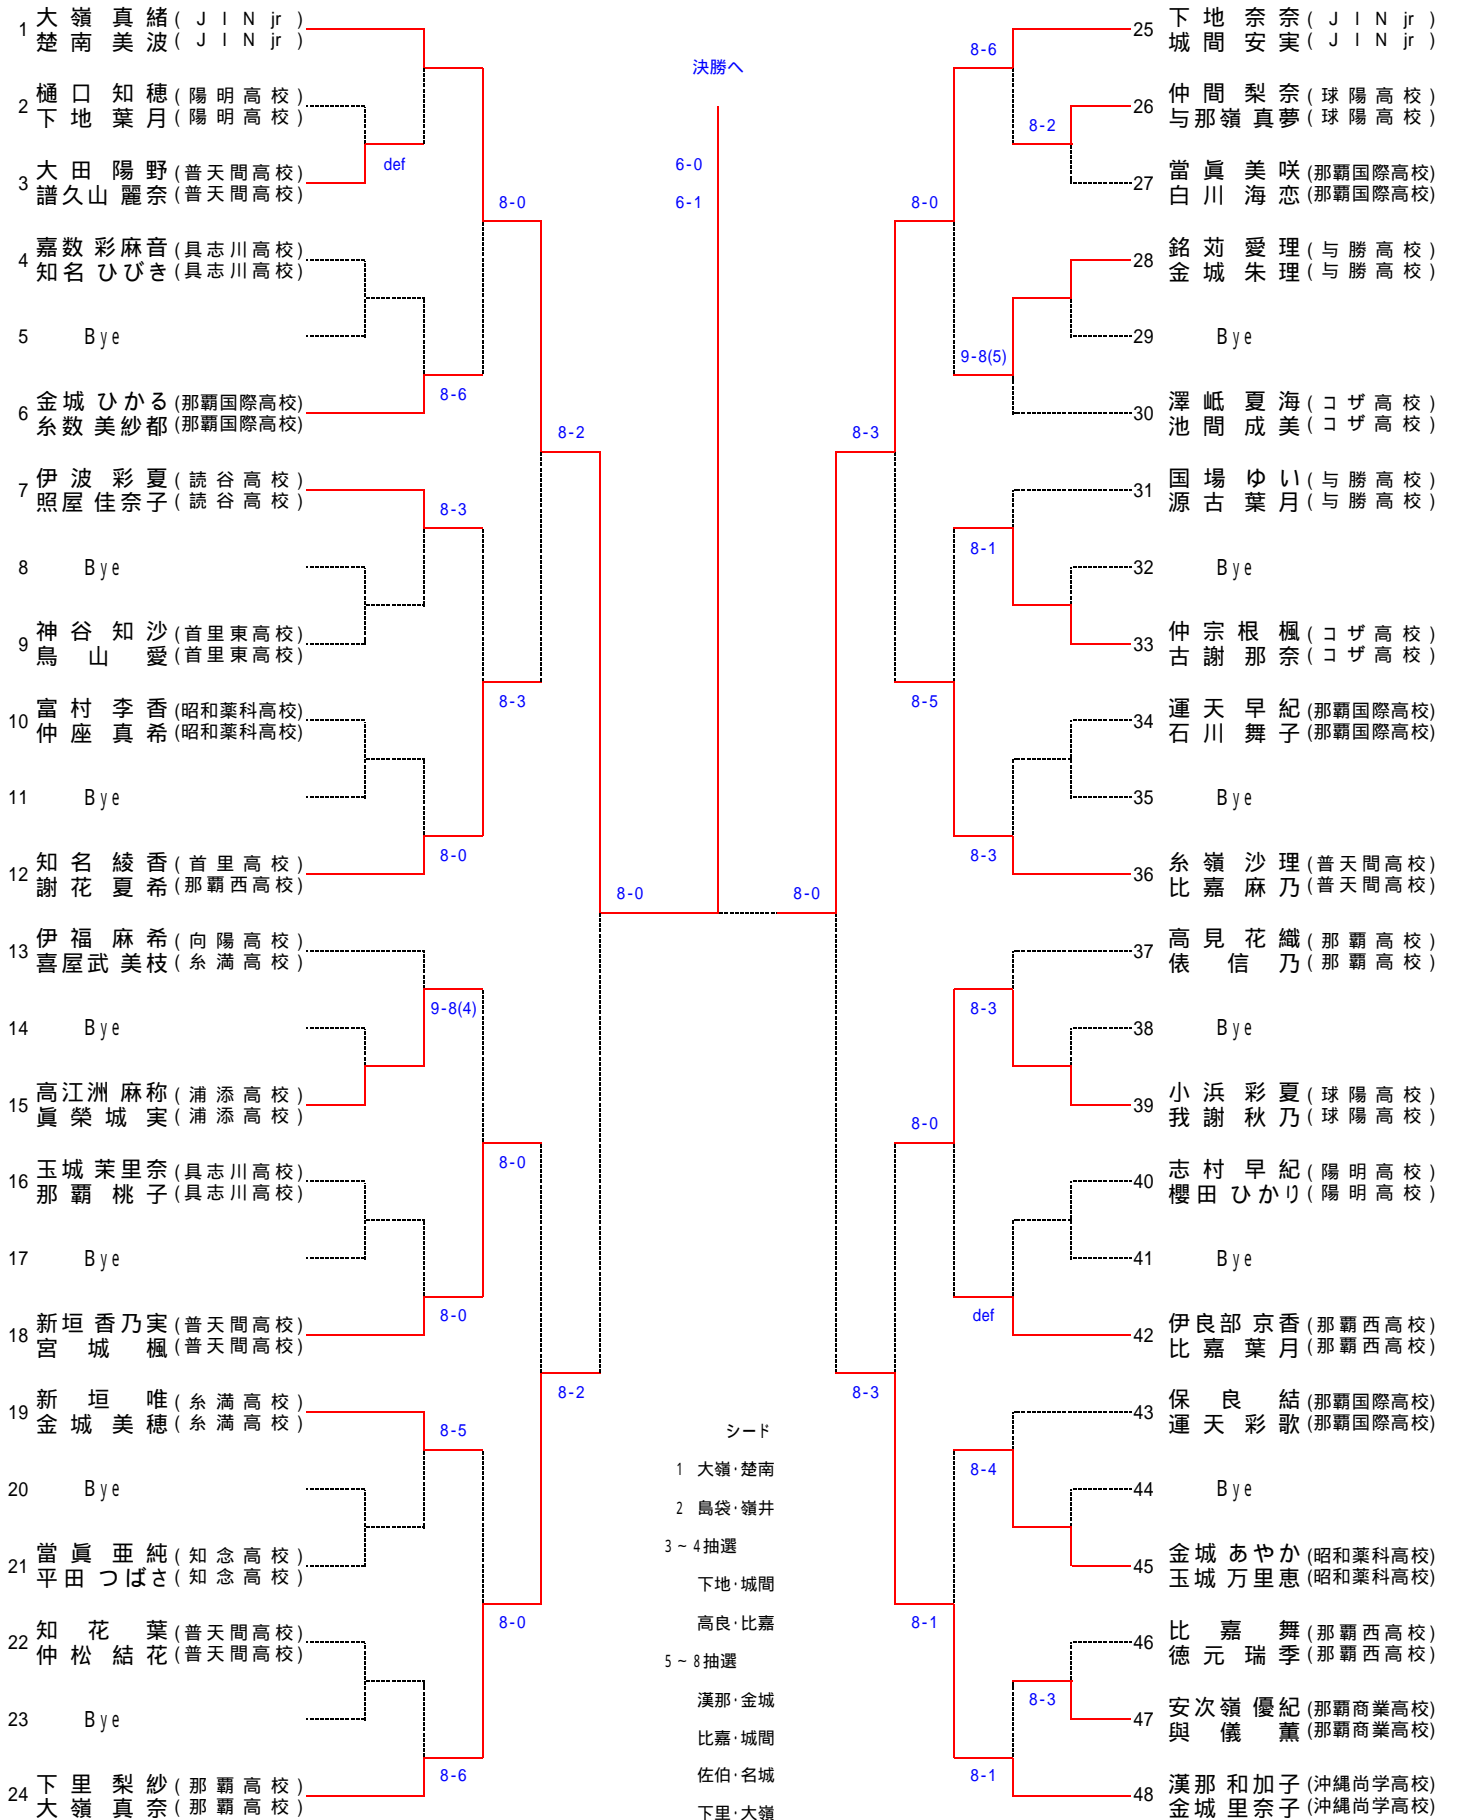 1 大嶺 真緒 (JINjr)
楚南 美波 (JINjr)
2 樋口 知穂 (陽明高校)
下地 葉月 (陽明高校)
def
3 大田 陽野 (普天間高校)
譜久山 麗奈 (普天間高校)
8-0
4 嘉数 彩麻音 (具志川高校)
知名 ひびき (具志川高校)
5 Bye
8-6
6 金城 ひかる (那覇国際高校)
糸数 美紗都 (那覇国際高校)
8-2
7 伊波 彩夏 (読谷高校)
照屋 佳奈子 (読谷高校)
8-3
8 Bye
9 神谷 知沙 (首里東高校)
鳥山 愛 (首里東高校)
8-3
10 富村 李香 (昭和薬科高校)
仲座 真希 (昭和薬科高校)
11 Bye
8-0
12 知名 綾香 (首里高校)
謝花 夏希 (那覇西高校)
8-0
13 伊福 麻希 (向陽高校)
喜屋武 美枝 (糸満高校)
9-8(4)
14 Bye
15 高江洲 麻称 (浦添高校)
眞榮城 実 (浦添高校)
8-0
16 玉城 茉里奈 (具志川高校)
那覇 桃子 (具志川高校)
17 Bye
8-0
18 新垣 香乃実 (普天間高校)
宮城 楓 (普天間高校)
8-2
19 新垣 唯 (糸満高校)
金城 美穂 (糸満高校)
8-5
20 Bye
21 當眞 亜純 (知念高校)
平田 つばさ (知念高校)
8-0
22 知花 葉 (普天間高校)
仲松 結花 (普天間高校)
23 Bye
8-6
24 下里 梨紗 (那覇高校)
大嶺 真奈 (那覇高校)
決勝へ
6-0
6-1
シード
1 大嶺・楚南
2 島袋・嶺井
3~4抽選
下地・城間
高良・比嘉
5~8抽選
漢那・金城
比嘉・城間
佐伯・名城
下里・大嶺
25 下地 奈奈 (JINjr)
城間 安実 (JINjr)
8-6
26 仲間 梨奈 (球陽高校)
与那嶺 真夢 (球陽高校)
8-2
27 當眞 美咲 (那覇国際高校)
白川 海恋 (那覇国際高校)
8-0
28 銘苅 愛理 (与勝高校)
金城 朱理 (与勝高校)
29 Bye
9-8(5)
30 澤岻 夏海 (コザ高校)
池間 成美 (コザ高校)
8-3
31 国場 ゆい (与勝高校)
源古 葉月 (与勝高校)
8-1
32 Bye
33 仲宗根 楓 (コザ高校)
古謝 那奈 (コザ高校)
8-5
34 運天 早紀 (那覇国際高校)
石川 舞子 (那覇国際高校)
35 Bye
8-3
36 糸嶺 沙理 (普天間高校)
比嘉 麻乃 (普天間高校)
8-0
37 高見 花織 (那覇高校)
俵 信乃 (那覇高校)
8-3
38 Bye
39 小浜 彩夏 (球陽高校)
我謝 秋乃 (球陽高校)
8-0
40 志村 早紀 (陽明高校)
櫻田 ひかり (陽明高校)
41 Bye
def
42 伊良部 京香 (那覇西高校)
比嘉 葉月 (那覇西高校)
8-3
43 保良 結 (那覇国際高校)
運天 彩歌 (那覇国際高校)
8-4
44 Bye
45 金城 あやか (昭和薬科高校)
玉城 万里恵 (昭和薬科高校)
8-1
46 比嘉 舞 (那覇西高校)
徳元 瑞季 (那覇西高校)
8-3
47 安次嶺 優紀 (那覇商業高校)
與儀 薫 (那覇商業高校)
8-1
48 漢那 和加子 (沖縄尚学高校)
金城 里奈子 (沖縄尚学高校)